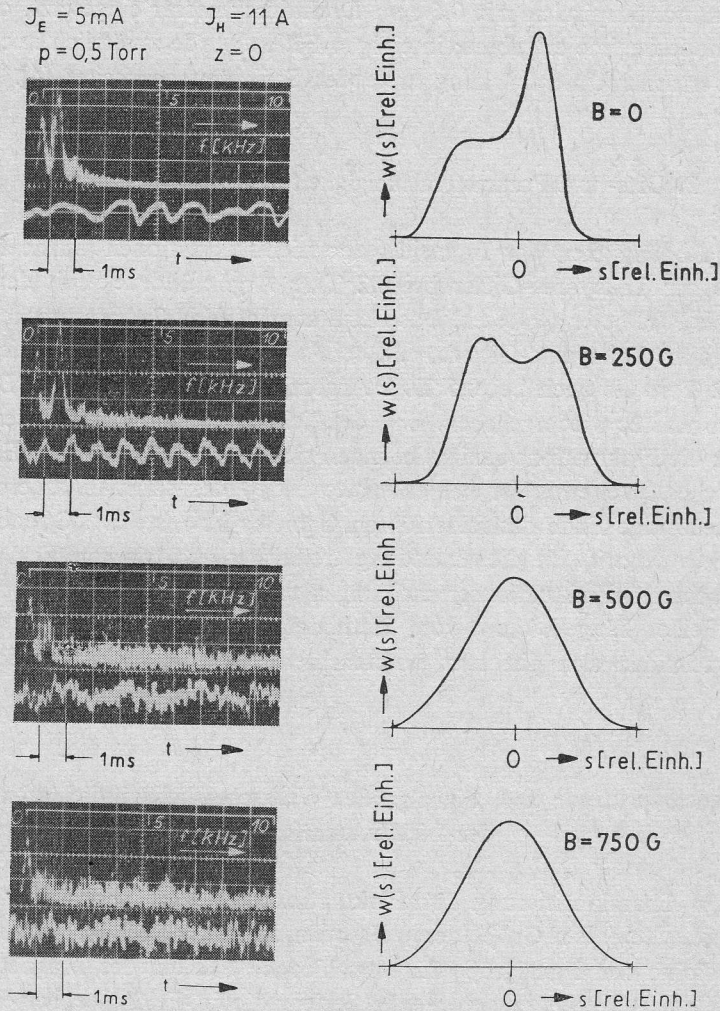 J_E = 5mA J_H = 11 A
p = 0,5 Torr z = 0
0 5 10
f[kHz]
1ms t
w(s)[rel.Einh.]
B = 0
0 s[rel.Einh.]
0 5 10
f[kHz]
1ms t
w(s)[rel.Einh.]
B = 250 G
0 s[rel.Einh.]
0 5 10
f[kHz]
1ms t
w(s)[rel.Einh.]
B = 500 G
0 s[rel.Einh.]
0 5 10
f[kHz]
1ms t
w(s)[rel.Einh.]
B = 750 G
0 s[rel.Einh.]